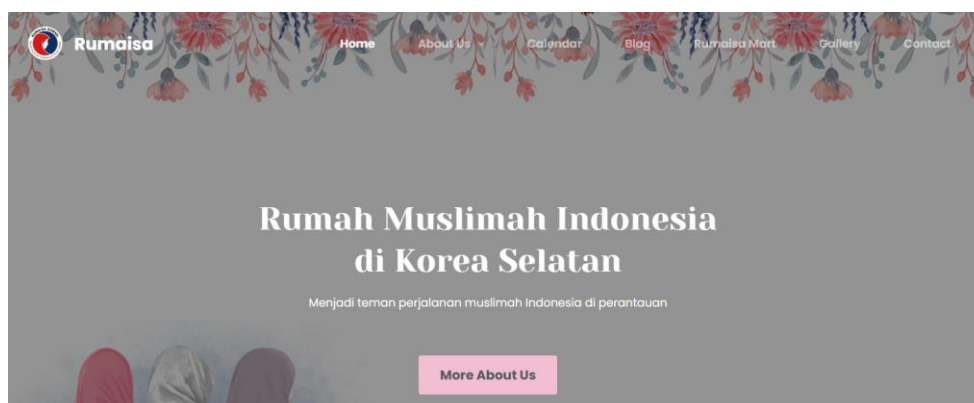 Rumaisa
Home About Us Calendar Blog Rumaisa Mart Gallery Contact
Rumah Muslimah Indonesia
di Korea Selatan
Menjadi teman perjalanan muslimah Indonesia di perantauan
More About Us